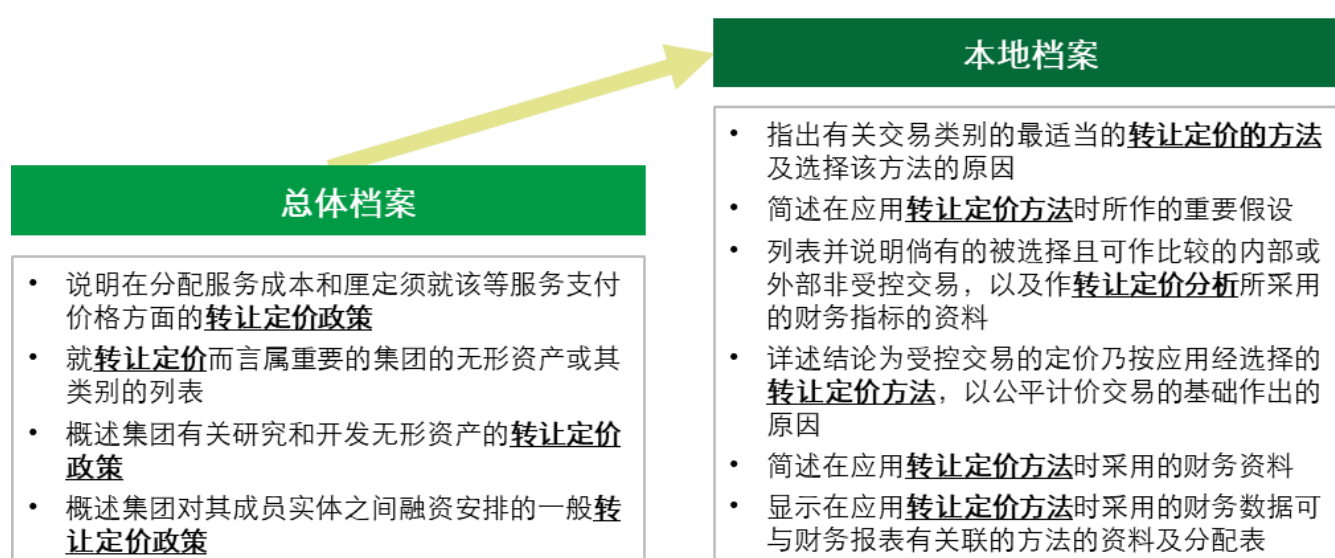 本地档案
• 指出有关交易类别的最适当的转让定价的方法
及选择该方法的原因
• 简述在应用转让定价方法时所作的重要假设
• 列表并说明倘有的被选择且可作比较的内部或
外部非受控交易，以及作转让定价分析所采用
的财务指标的资料
• 详述结论为受控交易的定价乃按应用经选择的
转让定价方法，以公平计价交易的基础作出的
原因
• 简述在应用转让定价方法时采用的财务资料
• 显示在应用转让定价方法时采用的财务数据可
与财务报表有关联的方法的资料及分配表
总体档案
• 说明在分配服务成本和厘定须就该等服务支付
价格方面的转让定价政策
• 就转让定价而言属重要的集团的无形资产或其
类别的列表
• 概述集团有关研究和开发无形资产的转让定价
政策
• 概述集团对其成员实体之间融资安排的一般转
让定价政策